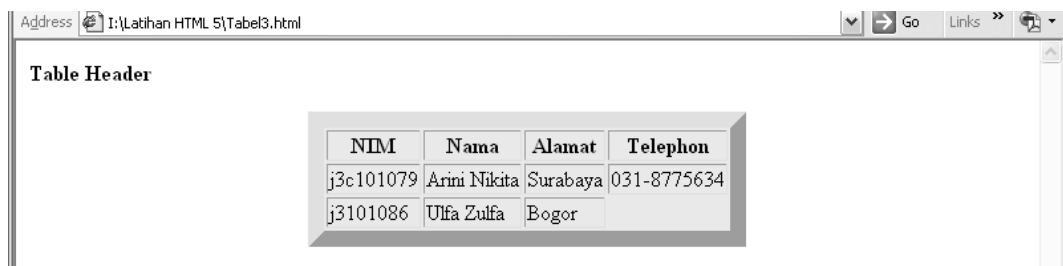 Address I:\Latihan HTML 5\Tabel3.html Go Links »
Table Header
NIM Nama Alamat Telephon
j3c101079 Arini Nikita Surabaya 031-8775634
j3101086 Ulfa Zulfa Bogor